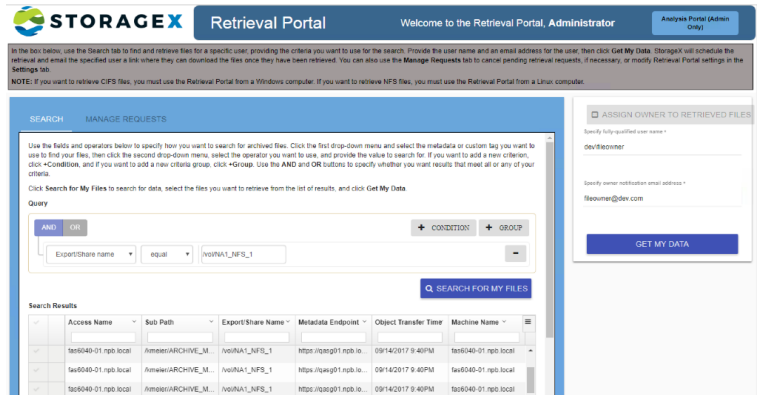 STORAGEX
Retrieval Portal
Welcome to the Retrieval Portal, Administrator
Analysis Portal (Admin
Only)
In the box below, use the Search tab to find and retrieve files for a specific user, providing the criteria you want to use for the search. Provide the user name and an email address for the user, then click Get My Data. StorageX will schedule the
retrieval and email the specified user a link where they can download the files once they have been retrieved. You can also use the Manage Requests tab to cancel pending retrieval requests, if necessary, or modify Retrieval Portal settings in the
Settings tab.
NOTE: If you want to retrieve CIFS files, you must use the Retrieval Portal from a Windows computer. If you want to retrieve NFS files, you must use the Retrieval Portal from a Linux computer.
SEARCH
MANAGE REQUESTS
Use the fields and operators below to specify how you want to search for archived files. Click the first drop-down menu and select the metadata or custom tag you want to
use to find your files, then click the second drop-down menu, select the operator you want to use, and provide the value to search for. If you want to add a new criterion,
click +Condition, and if you want to add a new criteria group, click +Group. Use the AND and OR buttons to specify whether you want results that meet all or any of your
criteria.
Click Search for My Files to search for data, select the files you want to retrieve from the list of results, and click Get My Data.
Query
AND OR
+ CONDITION + GROUP
Export/Share name equal /vol/NA1_NFS_1
SEARCH FOR MY FILES
Search Results
Access Name Sub Path Export/Share Name Metadata Endpoint Object Transfer Time Machine Name
fas6040-01.npb.local /kmeier/ARCHIVE_M... /vol/NA1_NFS_1 https://qasg01.npb.lo... 09/14/2017 9:40PM fas6040-01.npb.local
fas6040-01.npb.local /kmeier/ARCHIVE_M... /vol/NA1_NFS_1 https://qasg01.npb.lo... 09/14/2017 9:40PM fas6040-01.npb.local
fas6040-01.npb.local /kmeier/ARCHIVE_M... /vol/NA1_NFS_1 https://qasg01.npb.lo... 09/14/2017 9:40PM fas6040-01.npb.local
ASSIGN OWNER TO RETRIEVED FILES
Specify fully-qualified user name *
dev\fileowner
Specify owner notification email address *
fileowner@dev.com
GET MY DATA